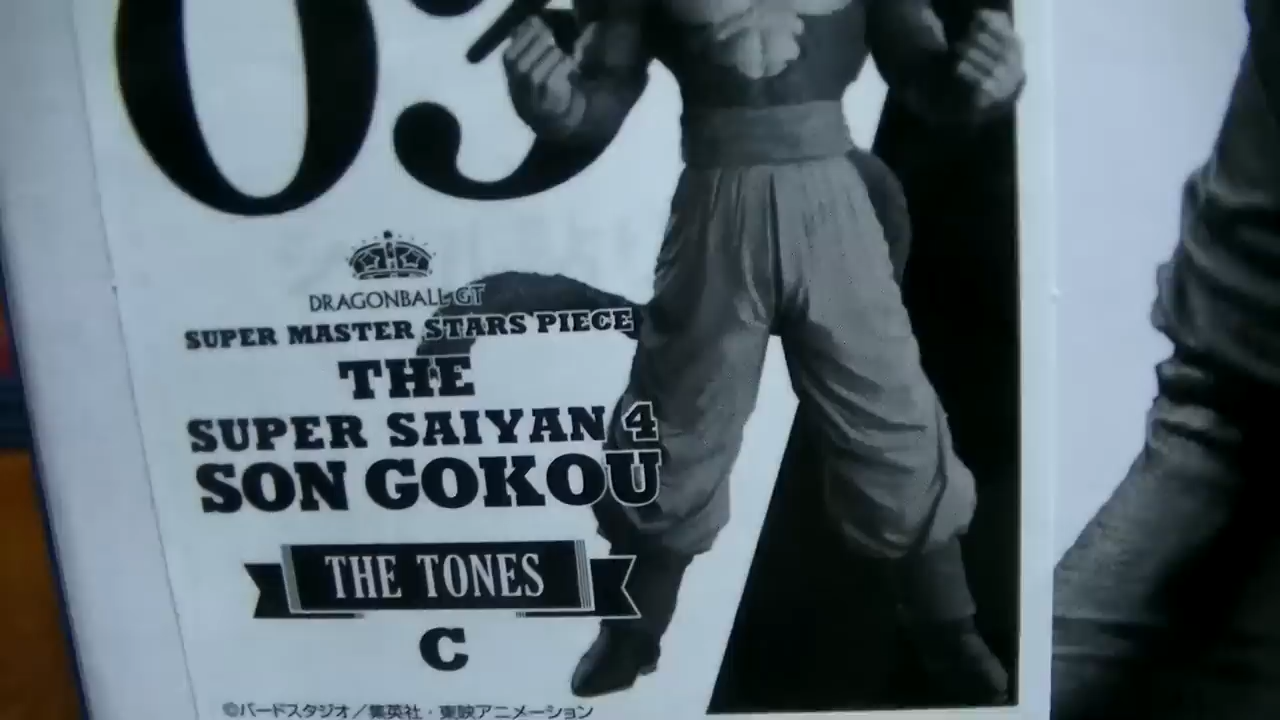 03
DRAGONBALL GT
SUPER MASTER STARS PIECE
THE
SUPER SAIYAN 4
SON GOKOU
THE TONES
C
©バードスタジオ/集英社・東映アニメーション